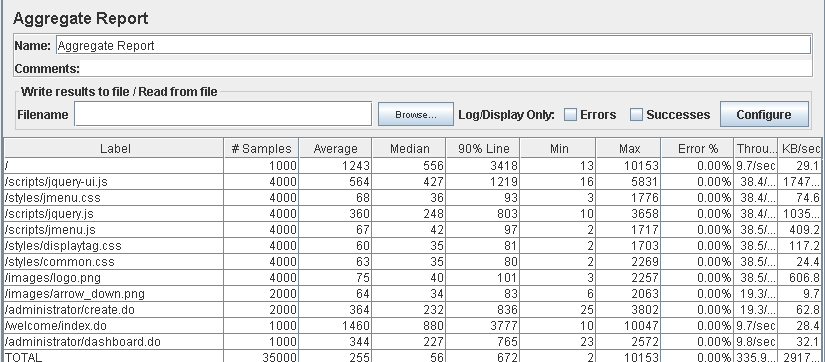 Aggregate Report
Name: Aggregate Report
Comments:
Write results to file / Read from file
Filename Browse... Log/Display Only: Errors Successes Configure
Label # Samples Average Median 90% Line Min Max Error % Throu... KB/sec
/ 1000 1243 556 3418 13 10153 0.00% 9.7/sec 29.1
/scripts/jquery-ui.js 4000 564 427 1219 16 5831 0.00% 38.4/... 1747...
/styles/jmenu.css 4000 68 36 93 3 1776 0.00% 38.4/... 74.6
/scripts/jquery.js 4000 360 248 803 10 3658 0.00% 38.4/... 1035...
/scripts/jmenu.js 4000 67 42 97 2 1717 0.00% 38.5/... 409.2
/styles/displaytag.css 4000 60 35 81 2 1703 0.00% 38.5/... 117.2
/styles/common.css 4000 63 35 80 2 2269 0.00% 38.5/... 24.4
/images/logo.png 4000 75 40 101 3 2257 0.00% 38.5/... 606.8
/images/arrow_down.png 2000 64 34 83 6 2063 0.00% 19.3/... 9.7
/administrator/create.do 2000 364 232 836 25 3802 0.00% 19.3/... 62.8
/welcome/index.do 1000 1460 880 3777 10 10047 0.00% 9.7/sec 28.4
/administrator/dashboard.do 1000 344 227 765 23 2572 0.00% 9.8/sec 32.1
TOTAL 35000 255 56 672 2 10153 0.00% 335.9... 2917...